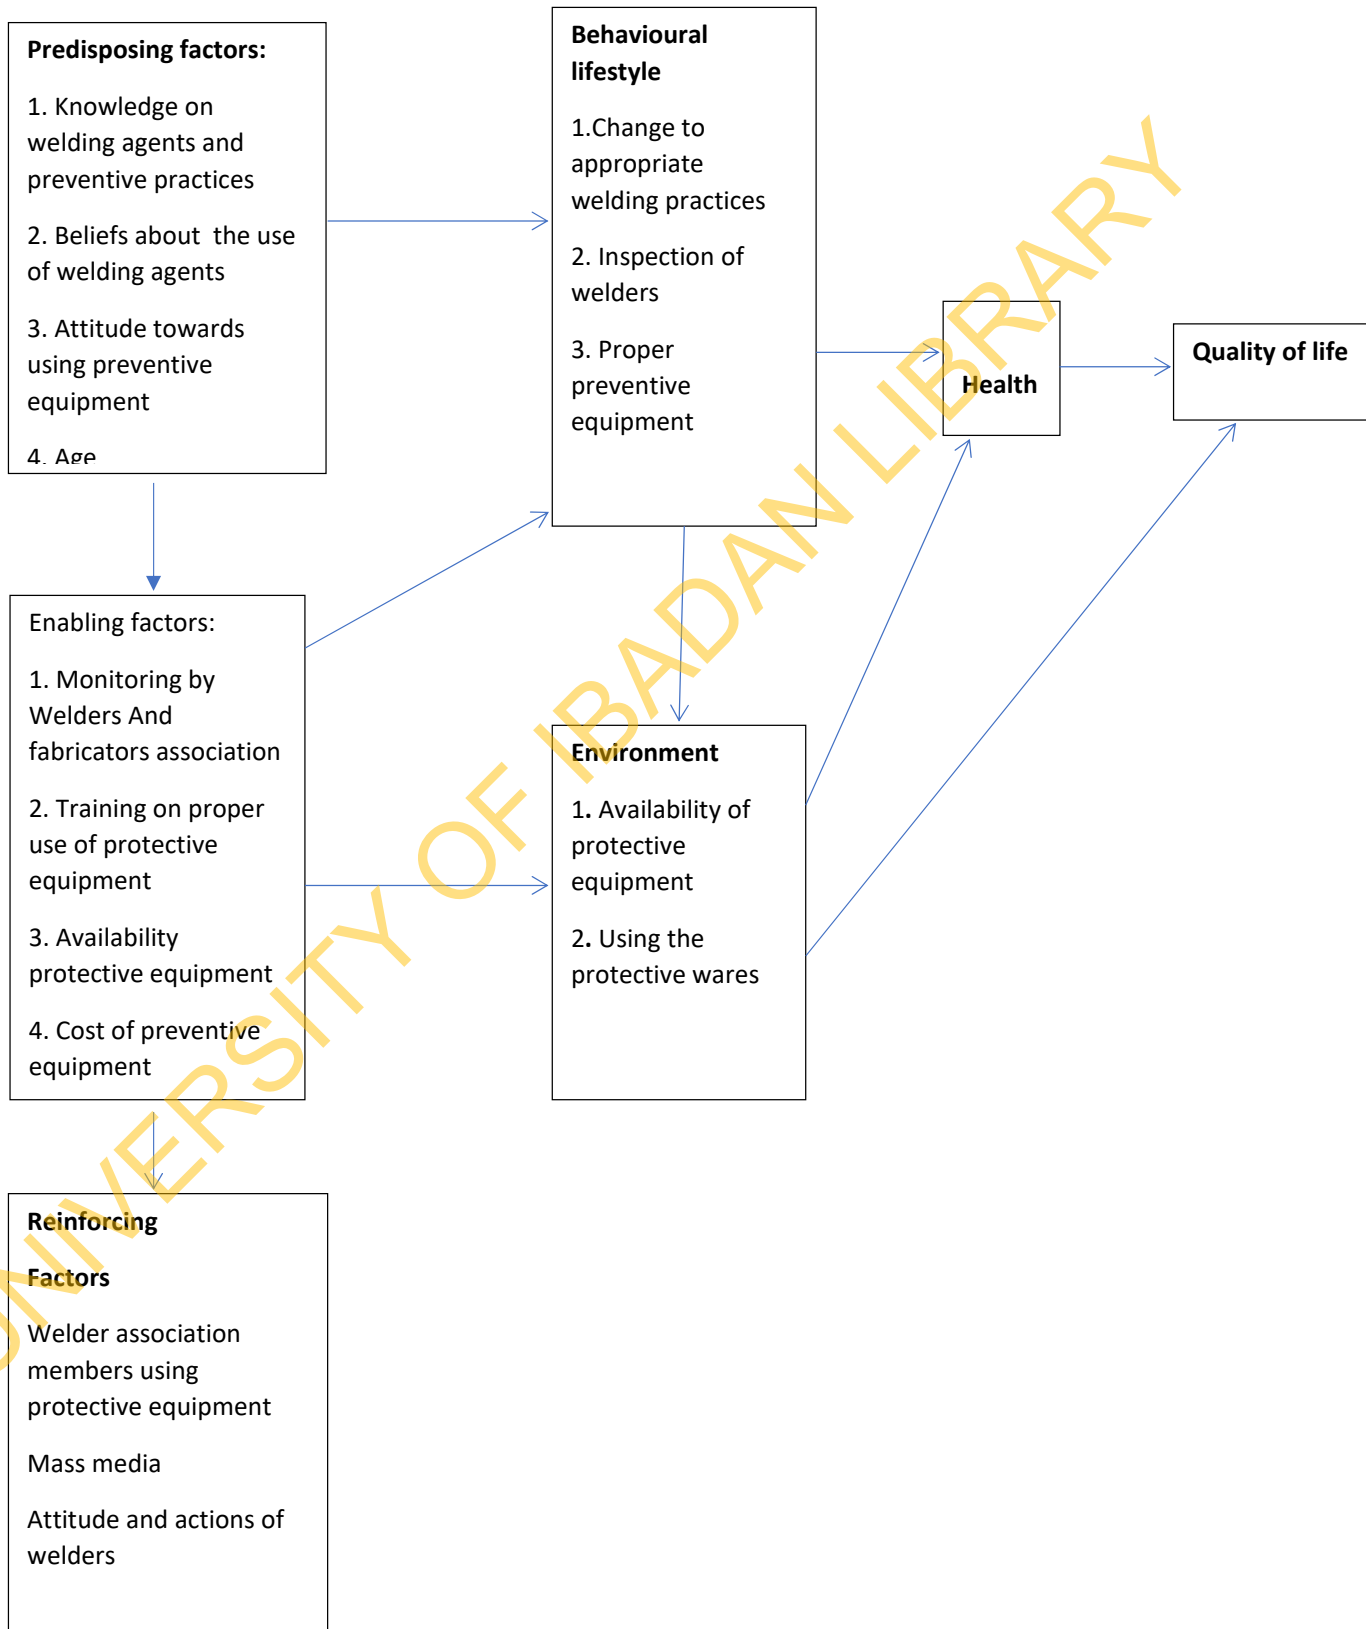 Predisposing factors:
1. Knowledge on
welding agents and
preventive practices
2. Beliefs about the use
of welding agents
3. Attitude towards
using preventive
equipment
4. Age
Enabling factors:
1. Monitoring by
Welders And
fabricators association
2. Training on proper
use of protective
equipment
3. Availability
protective equipment
4. Cost of preventive
equipment
Reinforcing
Factors
Welder association
members using
protective equipment
Mass media
Attitude and actions of
welders
Behavioural
lifestyle
1.Change to
appropriate
welding practices
2. Inspection of
welders
3. Proper
preventive
equipment
Environment
1. Availability of
protective
equipment
2. Using the
protective wares
Health
Quality of life
UNIVERSITY OF IBADAN LIBRARY